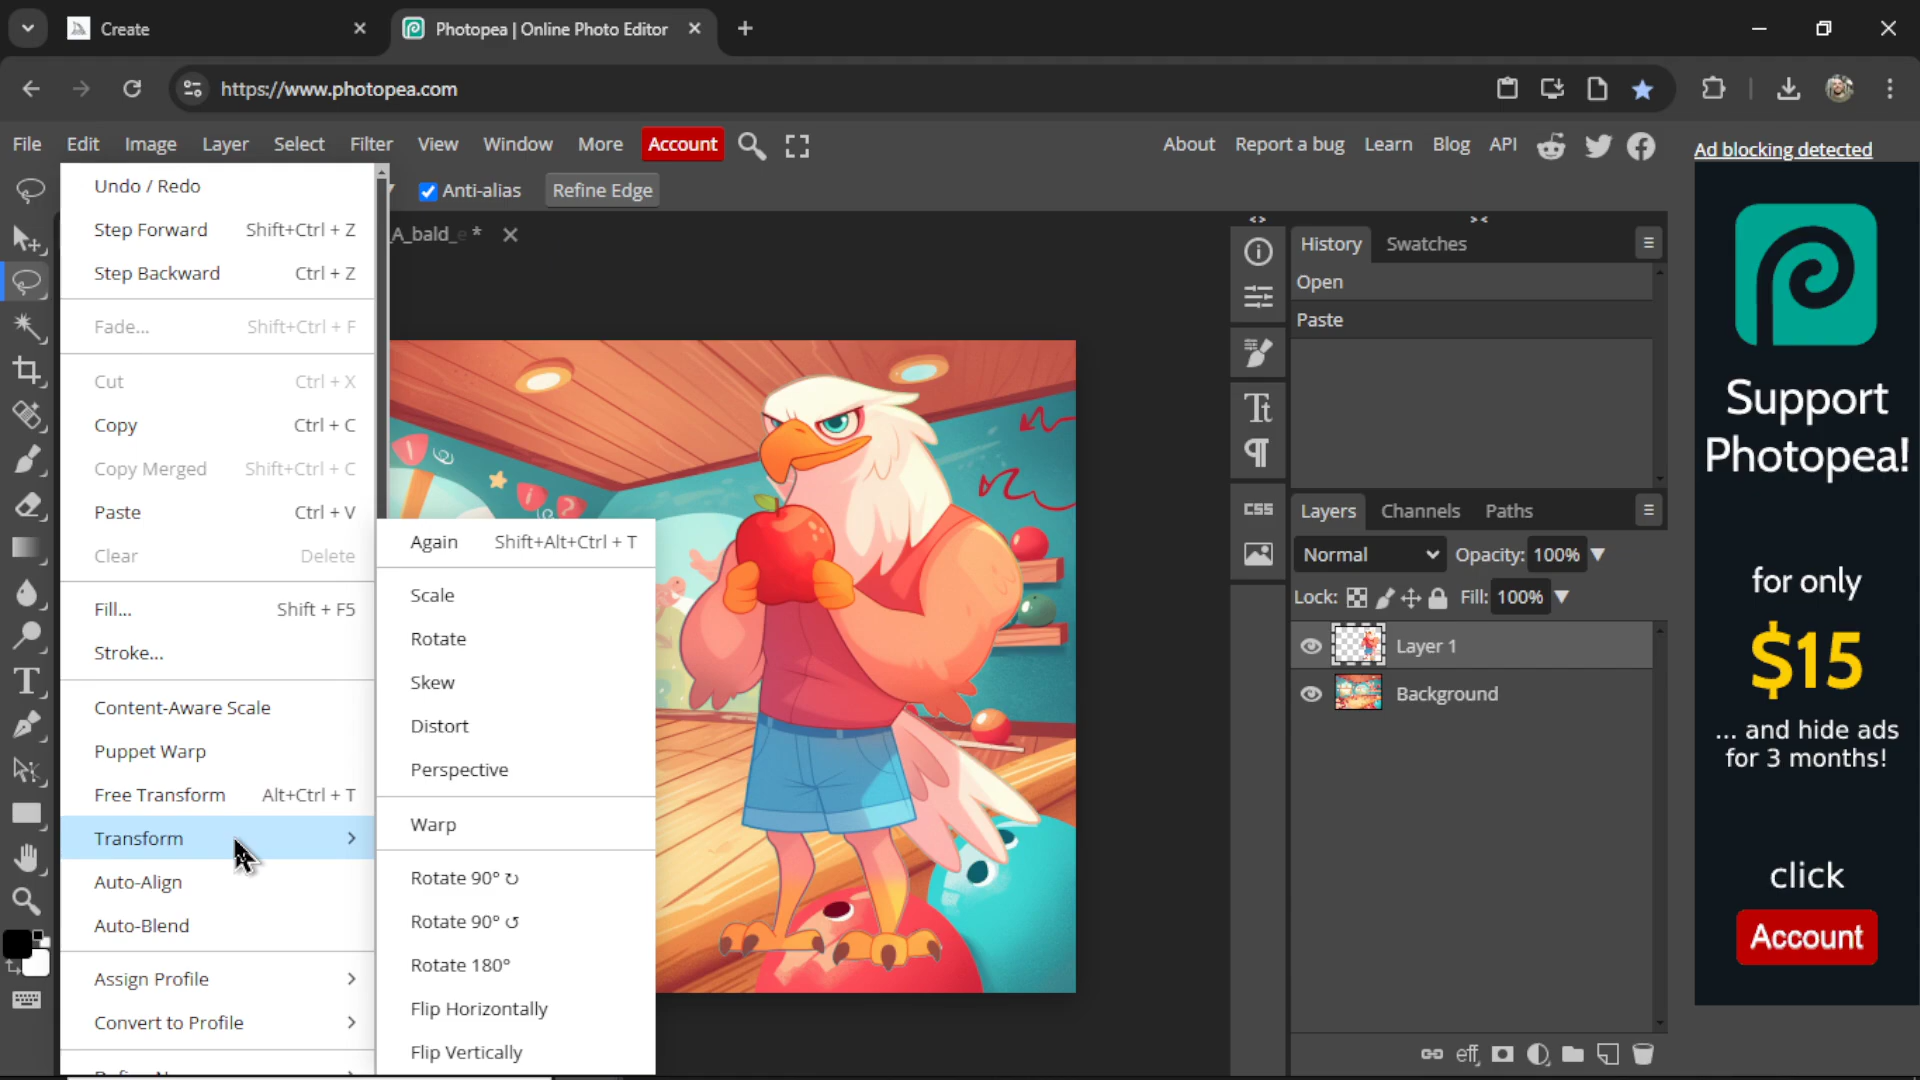 Create
Photopea | Online Photo Editor
https://www.photopea.com
File Edit Image Layer Select Filter View Window More Account
About Report a bug Learn Blog API
Ad blocking detected
Anti-alias Refine Edge
A_bald_e *
Undo / Redo
Step Forward Shift+Ctrl + Z
Step Backward Ctrl + Z
Fade... Shift+Ctrl + F
Cut Ctrl + X
Copy Ctrl + C
Copy Merged Shift+Ctrl + C
Paste Ctrl + V
Clear Delete
Fill... Shift + F5
Stroke...
Content-Aware Scale
Puppet Warp
Free Transform Alt+Ctrl + T
Transform
Auto-Align
Auto-Blend
Assign Profile
Convert to Profile
Again Shift+Alt+Ctrl + T
Scale
Rotate
Skew
Distort
Perspective
Warp
Rotate 90° ↻
Rotate 90° ↺
Rotate 180°
Flip Horizontally
Flip Vertically
CSS
History Swatches
Open
Paste
Layers Channels Paths
Normal Opacity: 100%
Lock: Fill: 100%
Layer 1
Background
eff
Support
Photopea!
for only
$15
... and hide ads
for 3 months!
click
Account